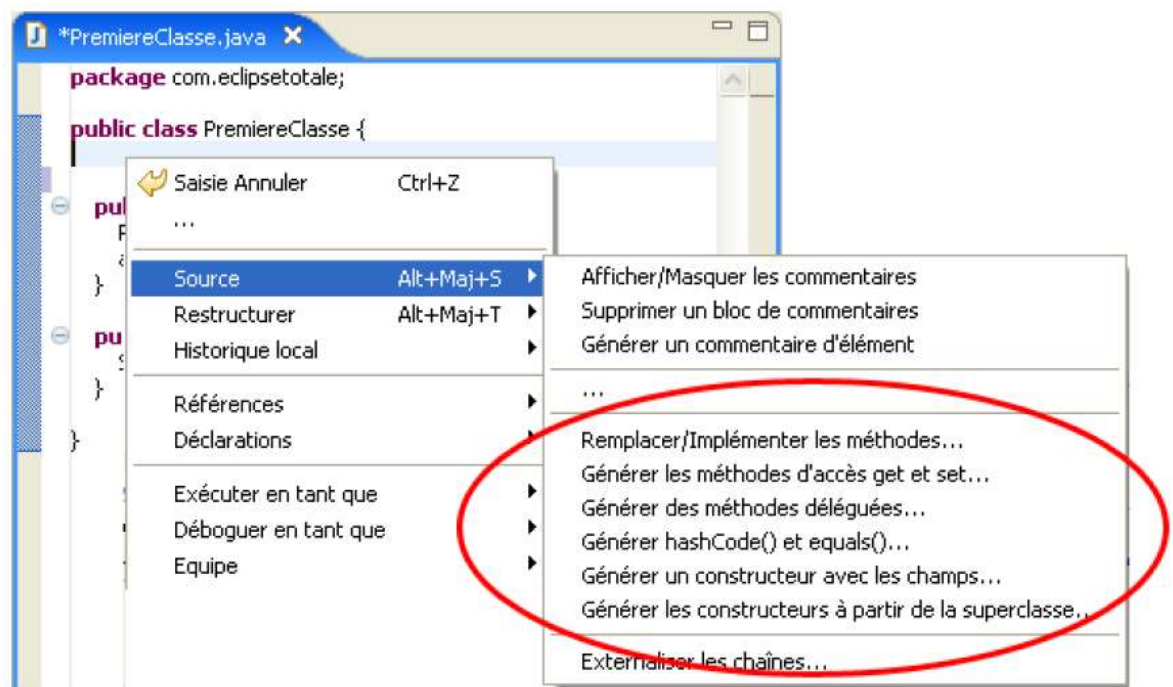 *PremiereClasse.java
package com.eclipsetotale;
public class PremiereClasse {
Saisie Annuler Ctrl+Z
...
Source Alt+Maj+S
Restructurer Alt+Maj+T
Historique local
Références
Déclarations
Exécuter en tant que
Déboguer en tant que
Equipe
pu
}
pu
}
}
Afficher/Masquer les commentaires
Supprimer un bloc de commentaires
Générer un commentaire d'élément
...
Remplacer/Implémenter les méthodes...
Générer les méthodes d'accès get et set...
Générer des méthodes déléguées...
Générer hashCode() et equals()...
Générer un constructeur avec les champs...
Générer les constructeurs à partir de la superclasse...
Externaliser les chaînes...